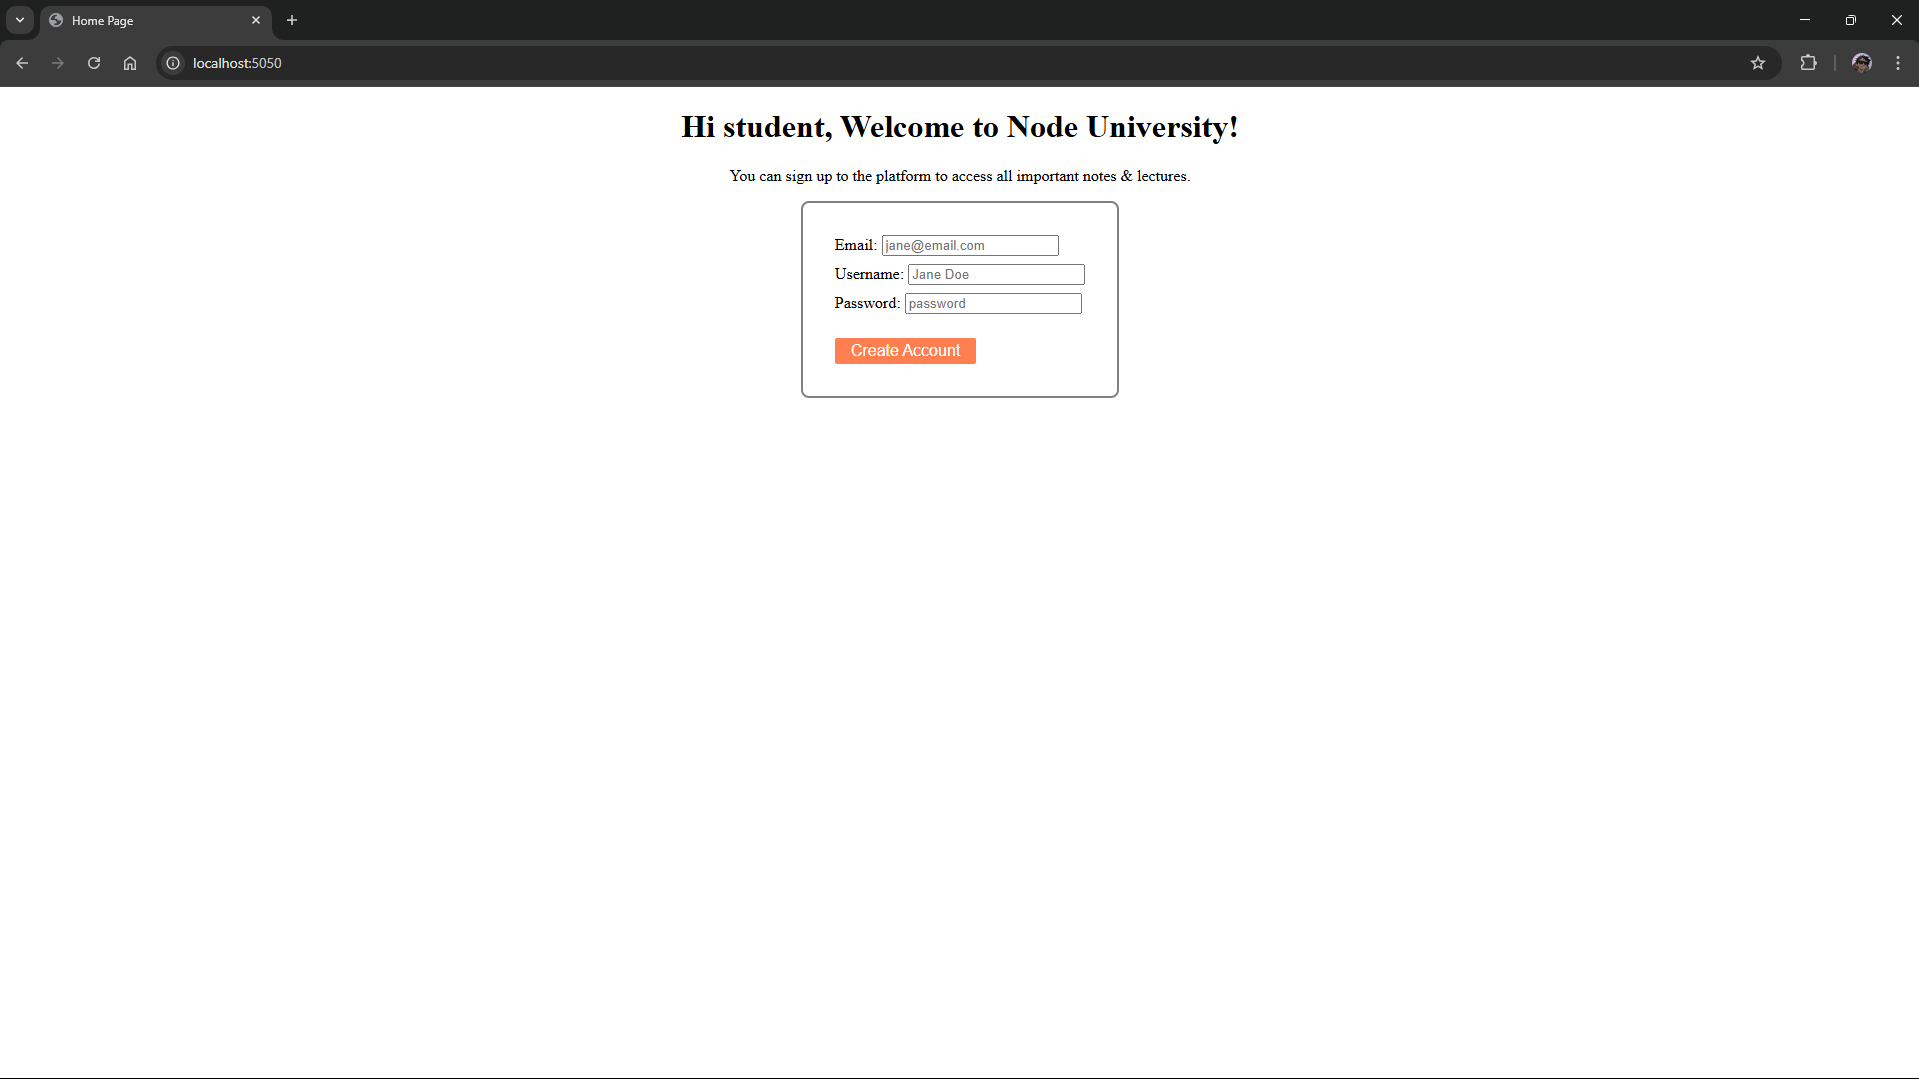 Home Page
localhost:5050
Hi student, Welcome to Node University!
You can sign up to the platform to access all important notes & lectures.
Email: jane@email.com
Username: Jane Doe
Password: password
Create Account